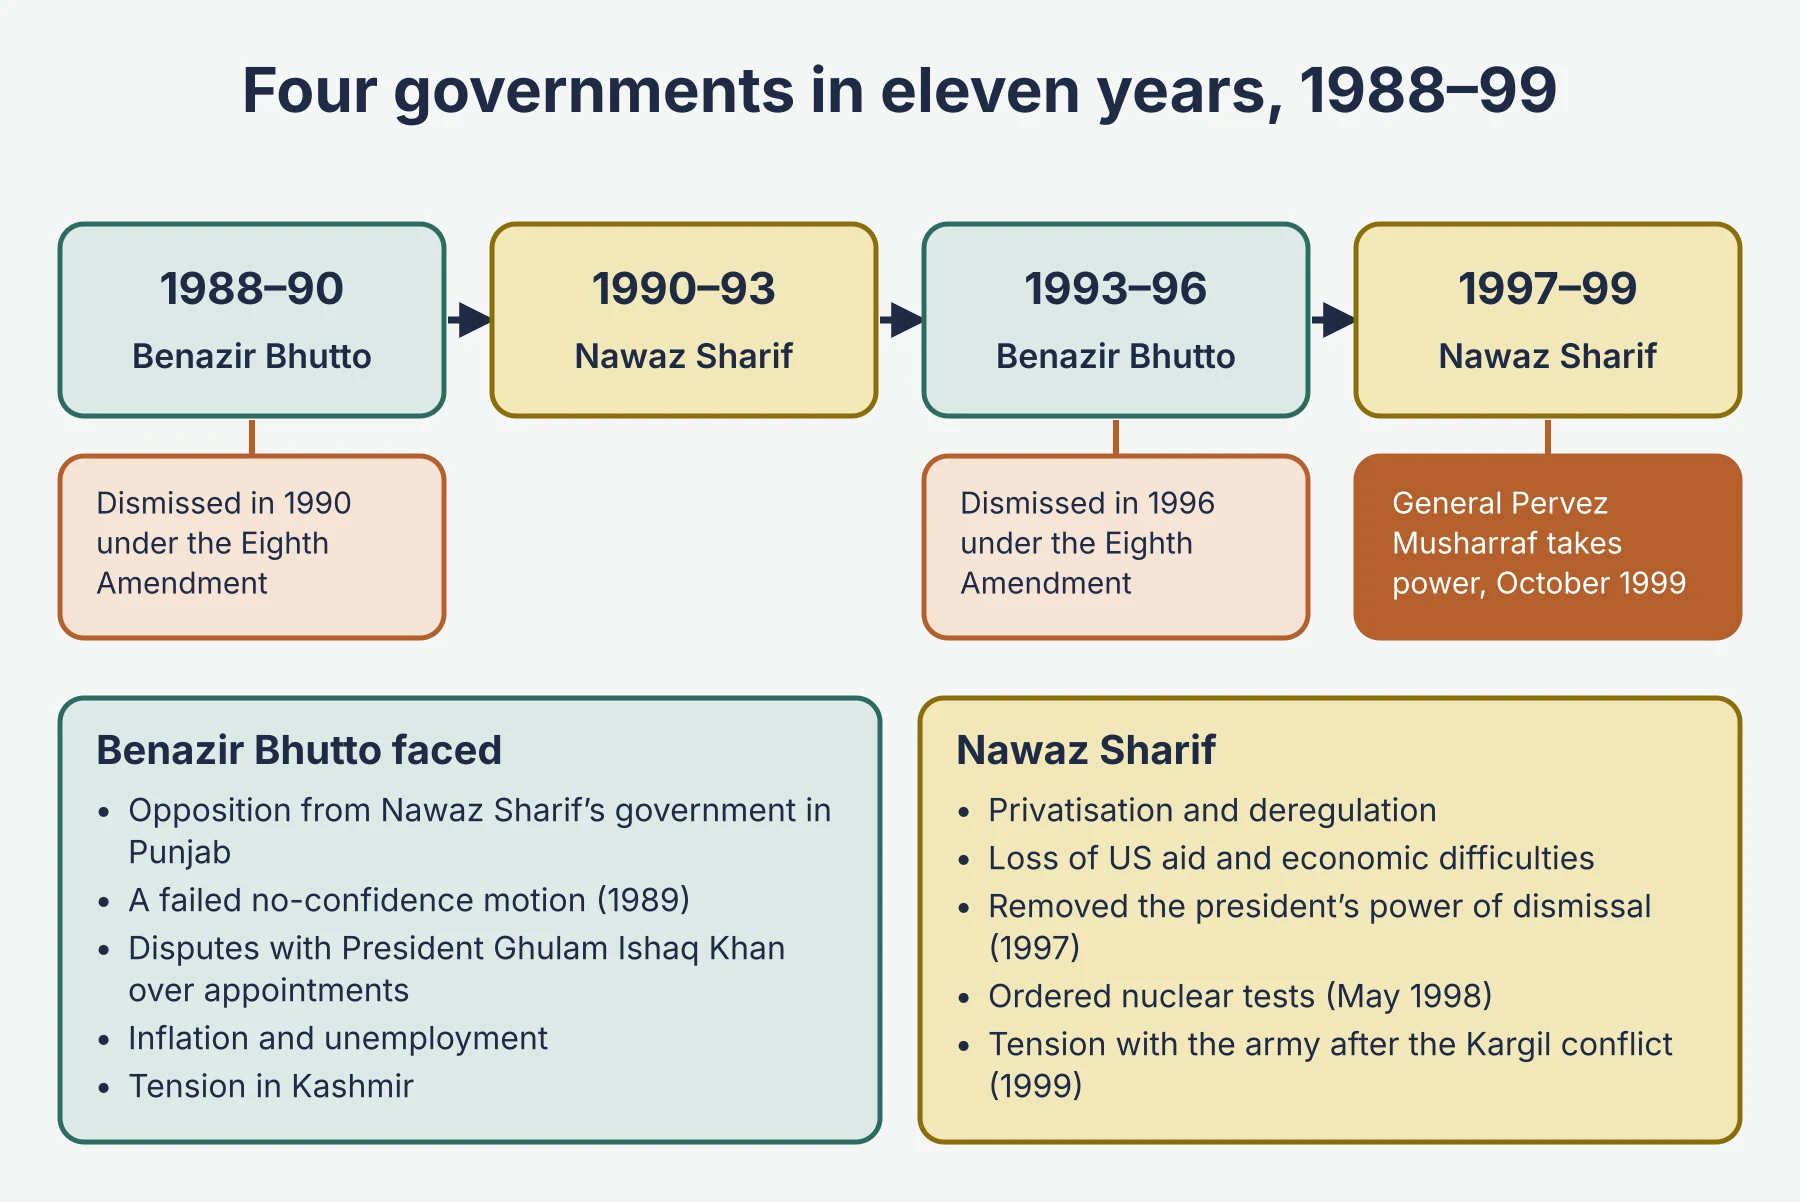 Four governments in eleven years, 1988–99
1988–90
Benazir Bhutto
1990–93
Nawaz Sharif
1993–96
Benazir Bhutto
1997–99
Nawaz Sharif
Dismissed in 1990
under the Eighth
Amendment
Dismissed in 1996
under the Eighth
Amendment
General Pervez
Musharraf takes
power, October 1999
Benazir Bhutto faced
• Opposition from Nawaz Sharif’s government in
Punjab
• A failed no-confidence motion (1989)
• Disputes with President Ghulam Ishaq Khan
over appointments
• Inflation and unemployment
• Tension in Kashmir
Nawaz Sharif
• Privatisation and deregulation
• Loss of US aid and economic difficulties
• Removed the president’s power of dismissal
(1997)
• Ordered nuclear tests (May 1998)
• Tension with the army after the Kargil conflict
(1999)